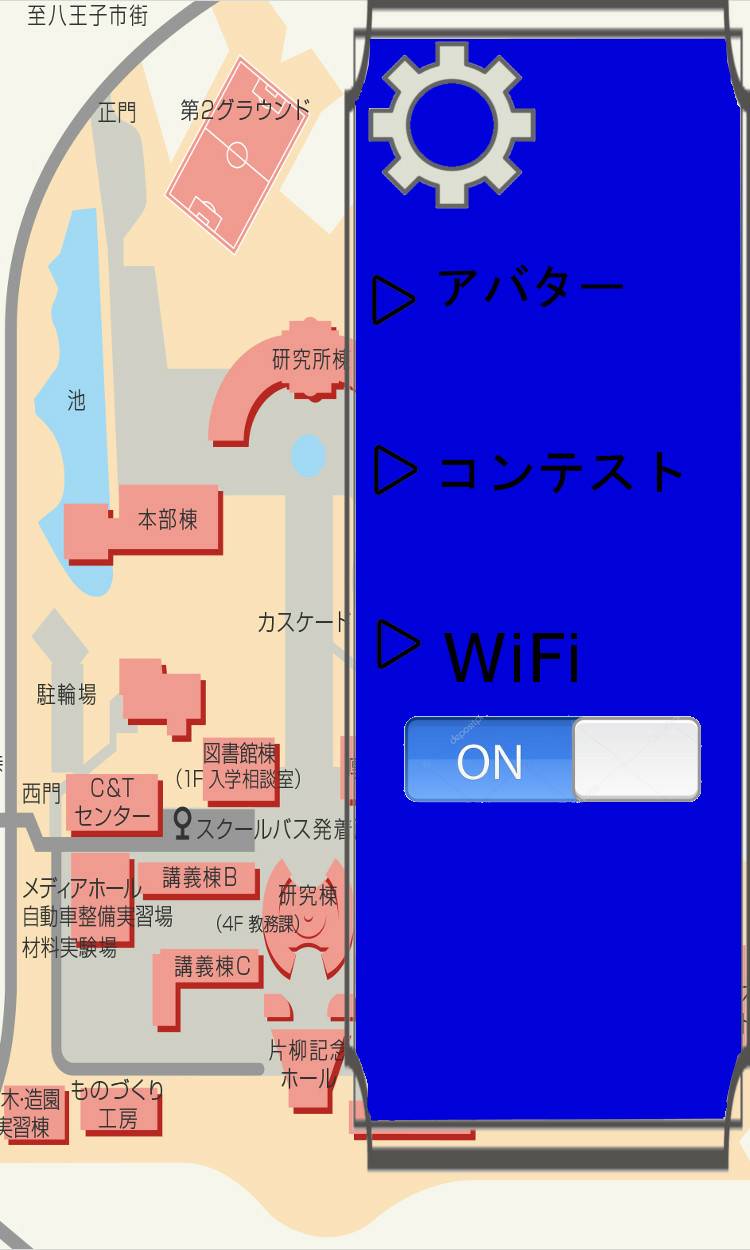 至八王子市街
正門
第2グラウンド
研究所棟
池
本部棟
カスケード
駐輪場
図書館棟
(1F 入学相談室)
西門
C&T
センター
スクールバス発着
講義棟B
メディアホール
自動車整備実習場
材料実験場
研究棟
(4F 教務課)
講義棟C
片柳記念
ホール
木・造園
実習棟
ものづくり
工房
アバター
コンテスト
WiFi
ON